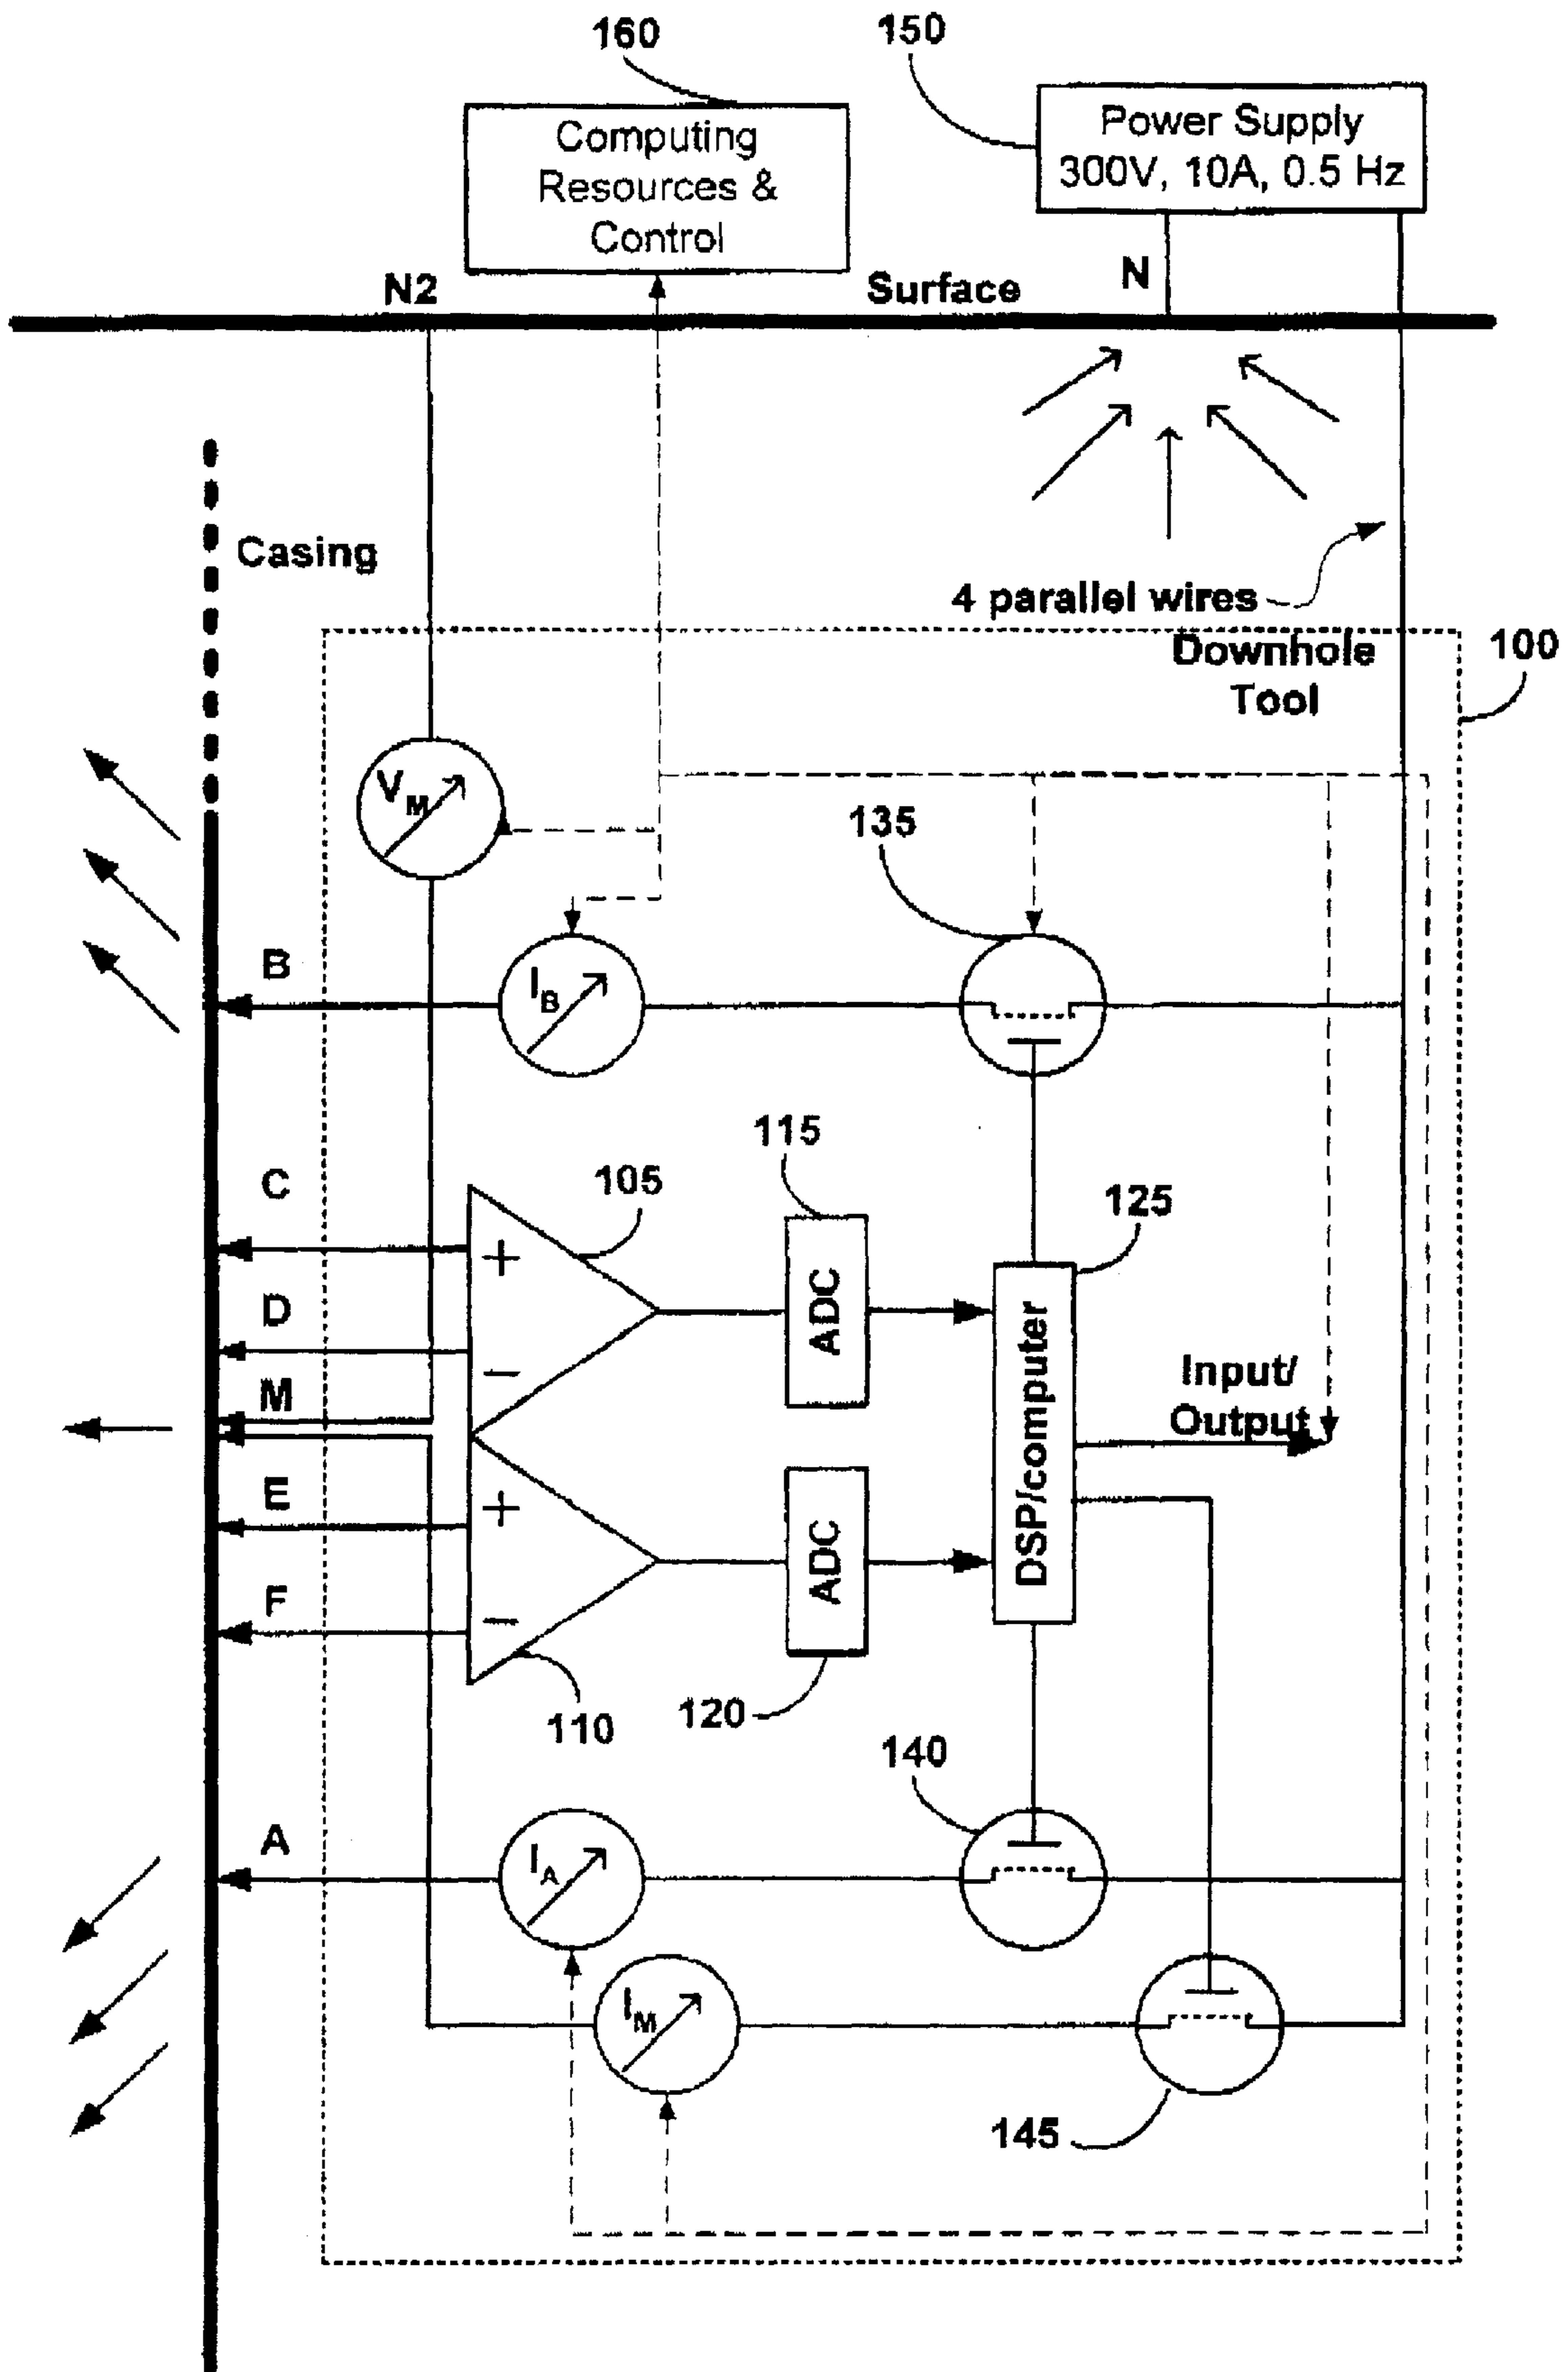 160
150
Computing
Resources &
Control
Power Supply
300V, 10A, 0.5 Hz
N2
Surface
N
Casing
4 parallel wires
Downhole
Tool
100
VM
135
B
IB
115
C
105
125
+
ADC
D
−
DSP/computer
Input/
Output
M
E
+
ADC
F
−
110
120
140
A
IA
IM
145